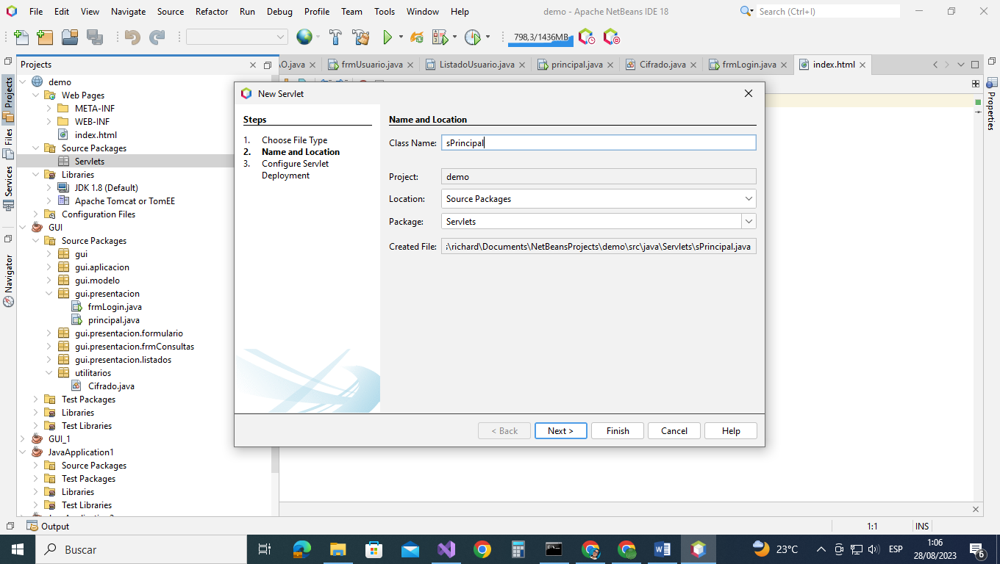 File Edit View Navigate Source Refactor Run Debug Profile Team Tools Window Help
demo - Apache NetBeans IDE 18
Search (Ctrl+I)
798,3/1436MB
Projects
O.java
frmUsuario.java
ListadoUsuario.java
principal.java
Cifrado.java
frmLogin.java
index.html
Projects
Files
Services
Navigator
Properties
demo
Web Pages
META-INF
WEB-INF
index.html
Source Packages
Servlets
Libraries
JDK 1.8 (Default)
Apache Tomcat or TomEE
Configuration Files
GUI
Source Packages
gui
gui.aplicacion
gui.modelo
gui.presentacion
frmLogin.java
principal.java
gui.presentacion.formulario
gui.presentacion.frmConsultas
gui.presentacion.listados
utilitarios
Cifrado.java
Test Packages
Libraries
Test Libraries
GUI_1
JavaApplication1
Source Packages
Test Packages
Libraries
Test Libraries
New Servlet
Steps
1. Choose File Type
2. Name and Location
3. Configure Servlet
Deployment
Name and Location
Class Name: sPrincipal
Project: demo
Location: Source Packages
Package: Servlets
Created File: :\richard\Documents\NetBeansProjects\demo\src\java\Servlets\sPrincipal.java
< Back Next > Finish Cancel Help
Output
1:1 INS
Buscar
23°C
ESP
1:06
28/08/2023
6